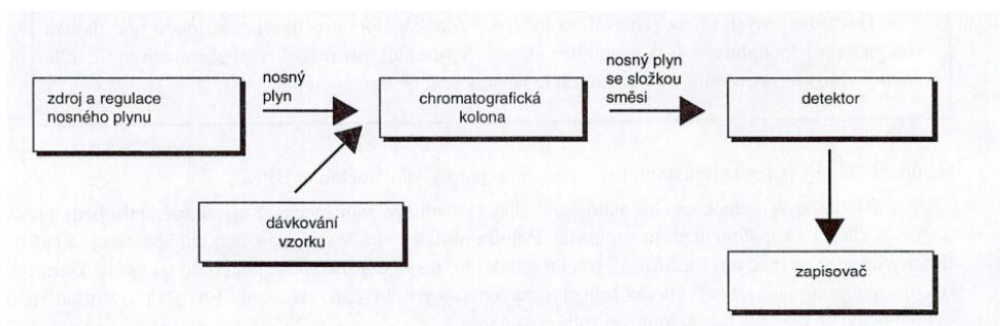 zdroj a regulace
nosného plynu
nosný
plyn
chromatografická
kolona
nosný plyn
se složkou
směsi
detektor
dávkování
vzorku
zapisovač